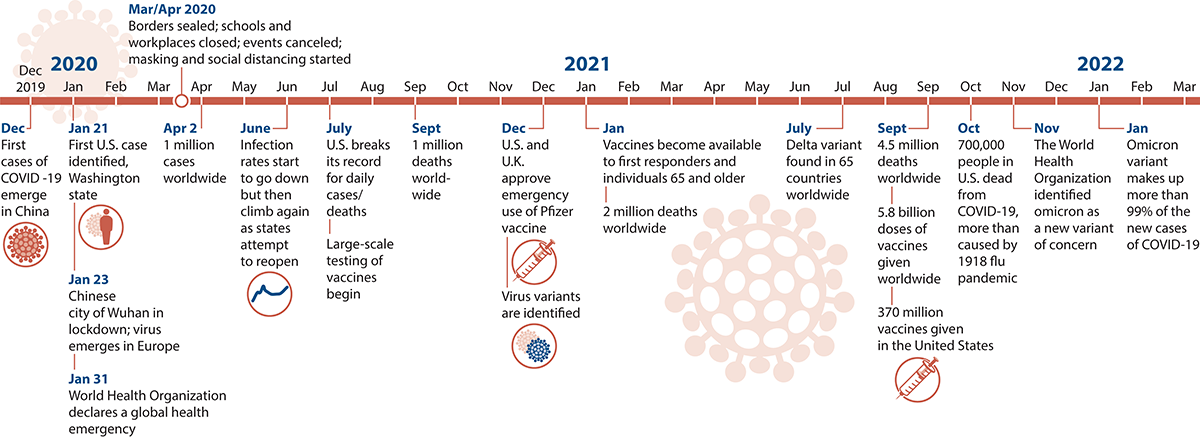 Mar/Apr 2020
Borders sealed; schools and
workplaces closed; events canceled;
masking and social distancing started
2020
2021
2022
Dec
2019
Jan
Feb
Mar
Apr
May
Jun
Jul
Aug
Sep
Oct
Nov
Dec
Jan
Feb
Mar
Apr
May
Jun
Jul
Aug
Sep
Oct
Nov
Jan
Feb
Mar
Dec
First
cases of
COVID -19
emerge
in China
Jan 21
First U.S. case
identified,
Washington
state
Jan 23
Chinese
city of Wuhan in
lockdown; virus
emerges in Europe
Jan 31
World Health Organization
declares a global health
emergency
Apr 2
1 million
cases
worldwide
June
Infection
rates start
to go down
but then
climb again
as states
attempt
to reopen
July
U.S. breaks
its record
for daily
cases/
deaths
Large-scale
testing of
vaccines
begin
Sept
1 million
deaths
world-
wide
Dec
U.S. and
U.K.
approve
emergency
use of Pfizer
vaccine
Virus variants
are identified
Jan
Vaccines become available
to first responders and
individuals 65 and older
2 million deaths
worldwide
July
Delta variant
found in 65
countries
worldwide
Sept
4.5 million
deaths
worldwide
5.8 billion
doses of
vaccines
given
worldwide
370 million
vaccines given
in the United States
Oct
700,000
people in
U.S. dead
from
COVID-19,
more than
caused by
1918 flu
pandemic
Nov
The World
Health
Organization
identified
omicron as
a new variant
of concern
Jan
Omicron
variant
makes up
more than
99% of the
new cases
of COVID-19